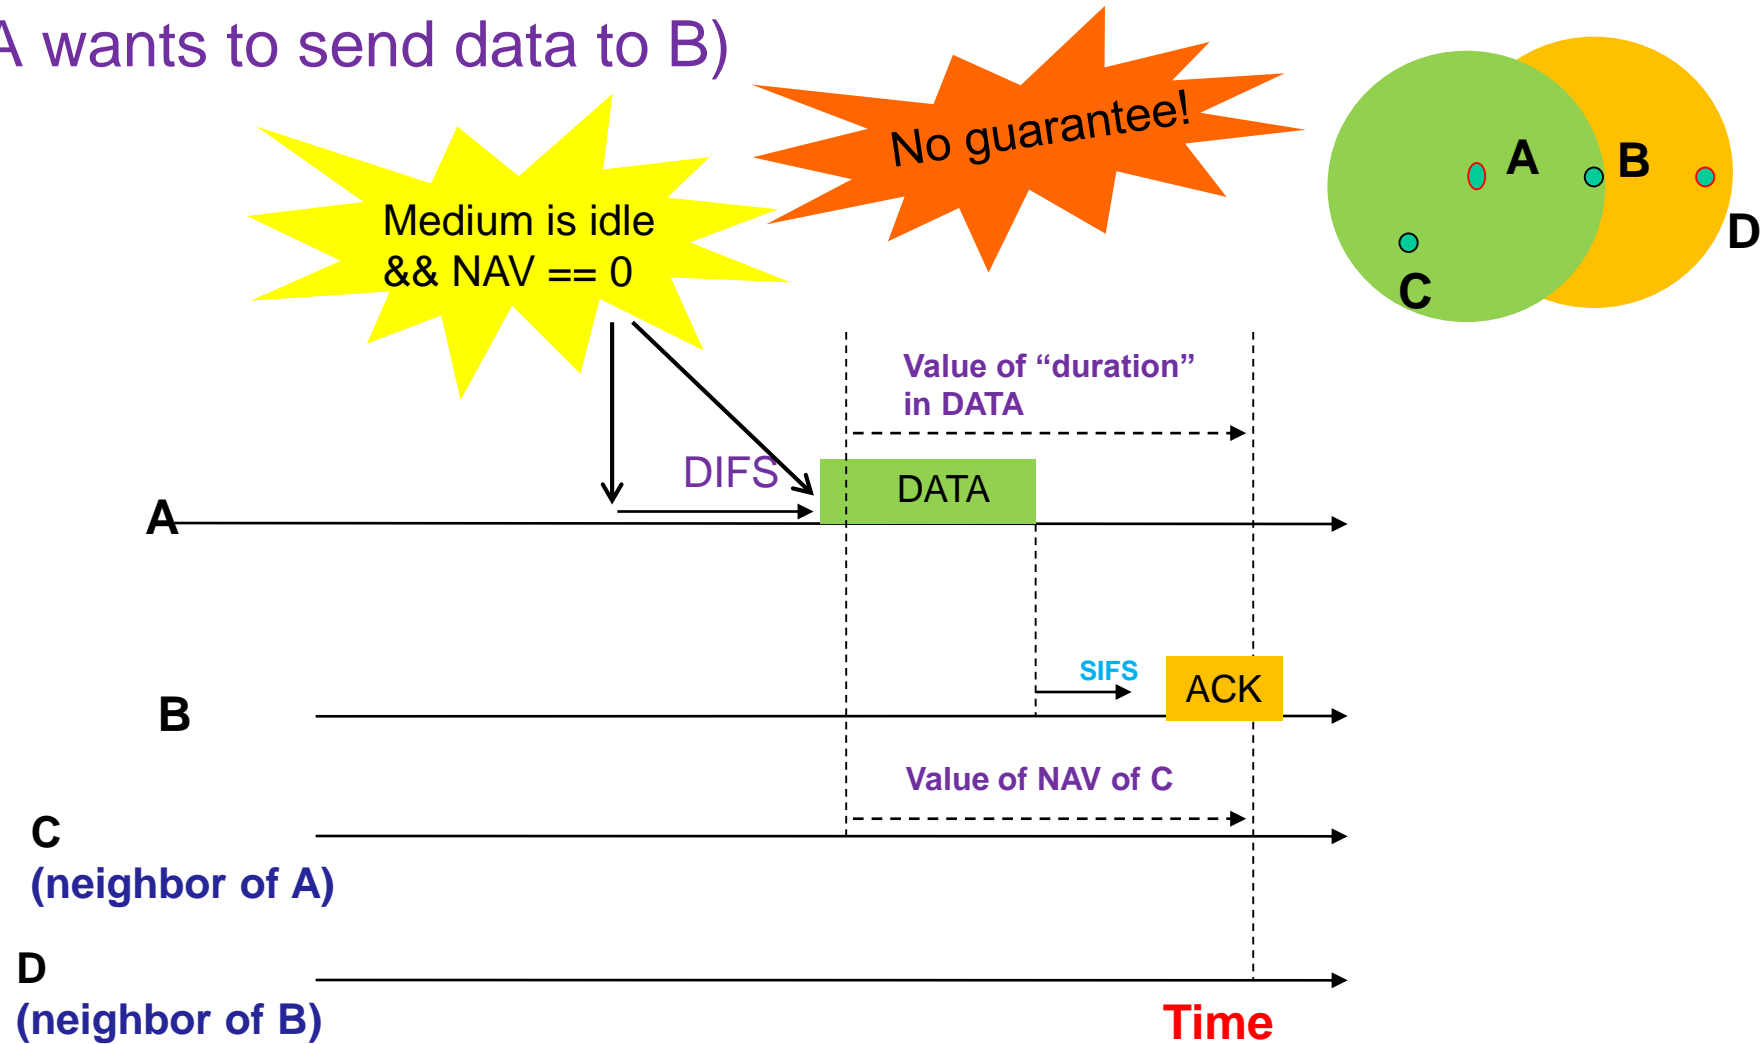 A wants to send data to B)
No guarantee!
Medium is idle
&& NAV == 0
A
B
C
D
Value of “duration”
in DATA
DIFS
DATA
A
SIFS
ACK
B
Value of NAV of C
C
(neighbor of A)
D
(neighbor of B)
Time